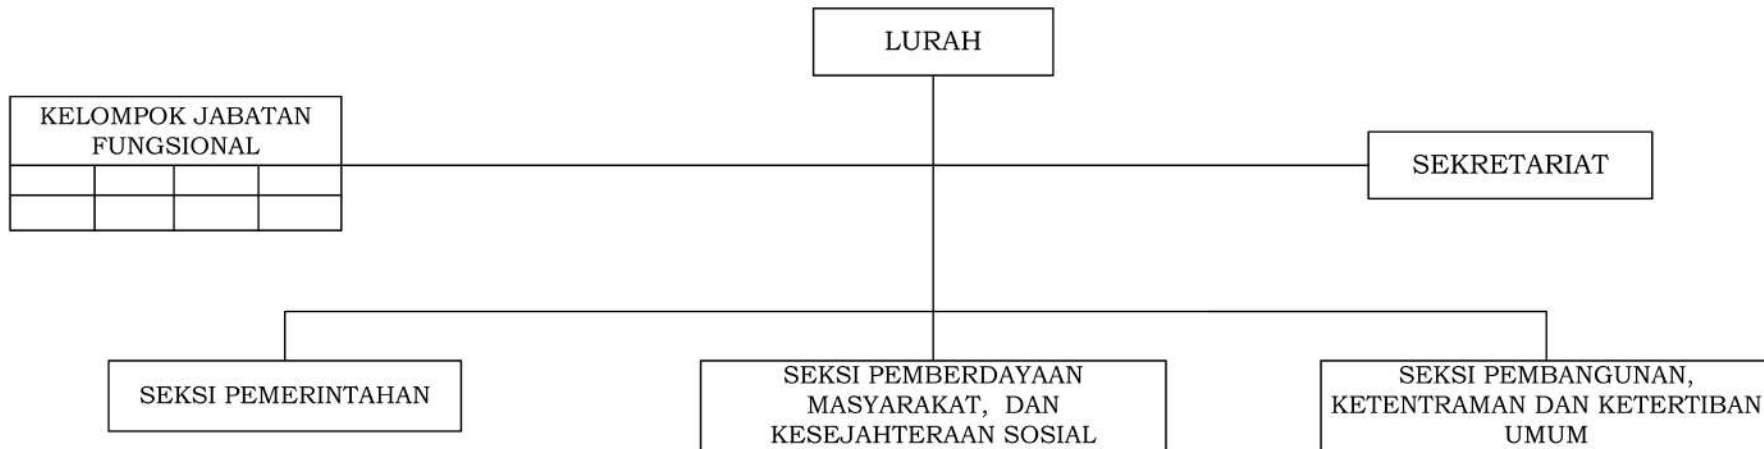 LURAH
KELOMPOK JABATAN
FUNGSIONAL
SEKRETARIAT
SEKSI PEMERINTAHAN
SEKSI PEMBERDAYAAN
MASYARAKAT, DAN
KESEJAHTERAAN SOSIAL
SEKSI PEMBANGUNAN,
KETENTRAMAN DAN KETERTIBAN
UMUM